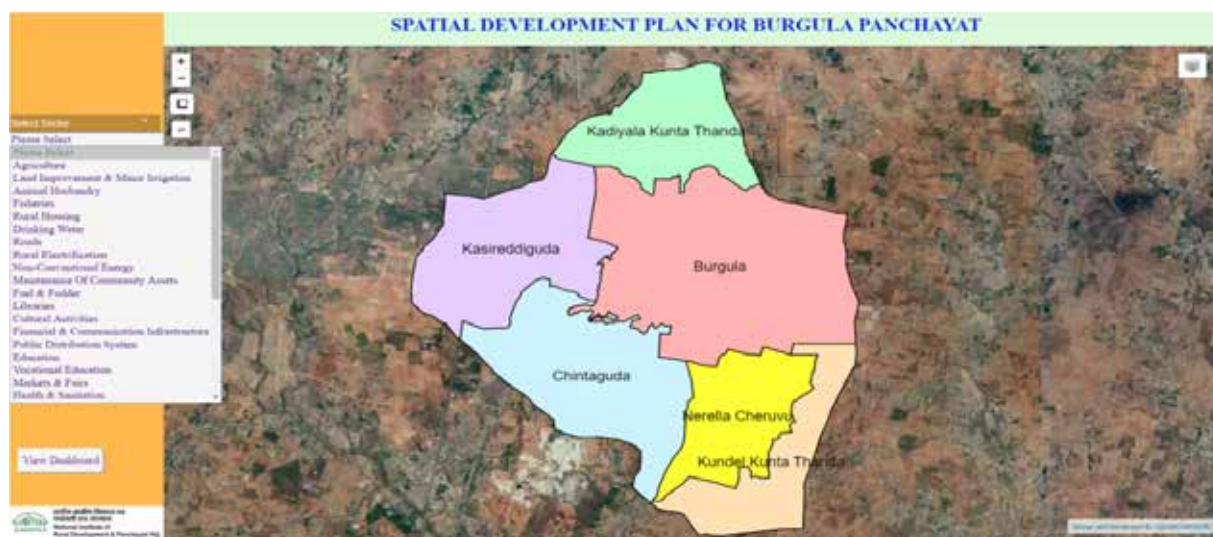 SPATIAL DEVELOPMENT PLAN FOR BURGULA PANCHAYAT
Select Sector
Please Select
Please Select
Agriculture
Land Improvement & Minor Irrigation
Animal Husbandry
Fisheries
Rural Housing
Drinking Water
Roads
Rural Electrification
Non-Conventional Energy
Maintenance Of Community Assets
Fuel & Fodder
Libraries
Cultural Activities
Financial & Communication Infrastructure
Public Distribution System
Education
Vocational Education
Markets & Fairs
Health & Sanitation
View Dashboard
+
−
Kadiyala Kunta Thanda
Kasireddiguda
Burgula
Chintaguda
Nerella Cheruvu
Kundel Kunta Thanda
National Institute of
Rural Development & Panchayati Raj